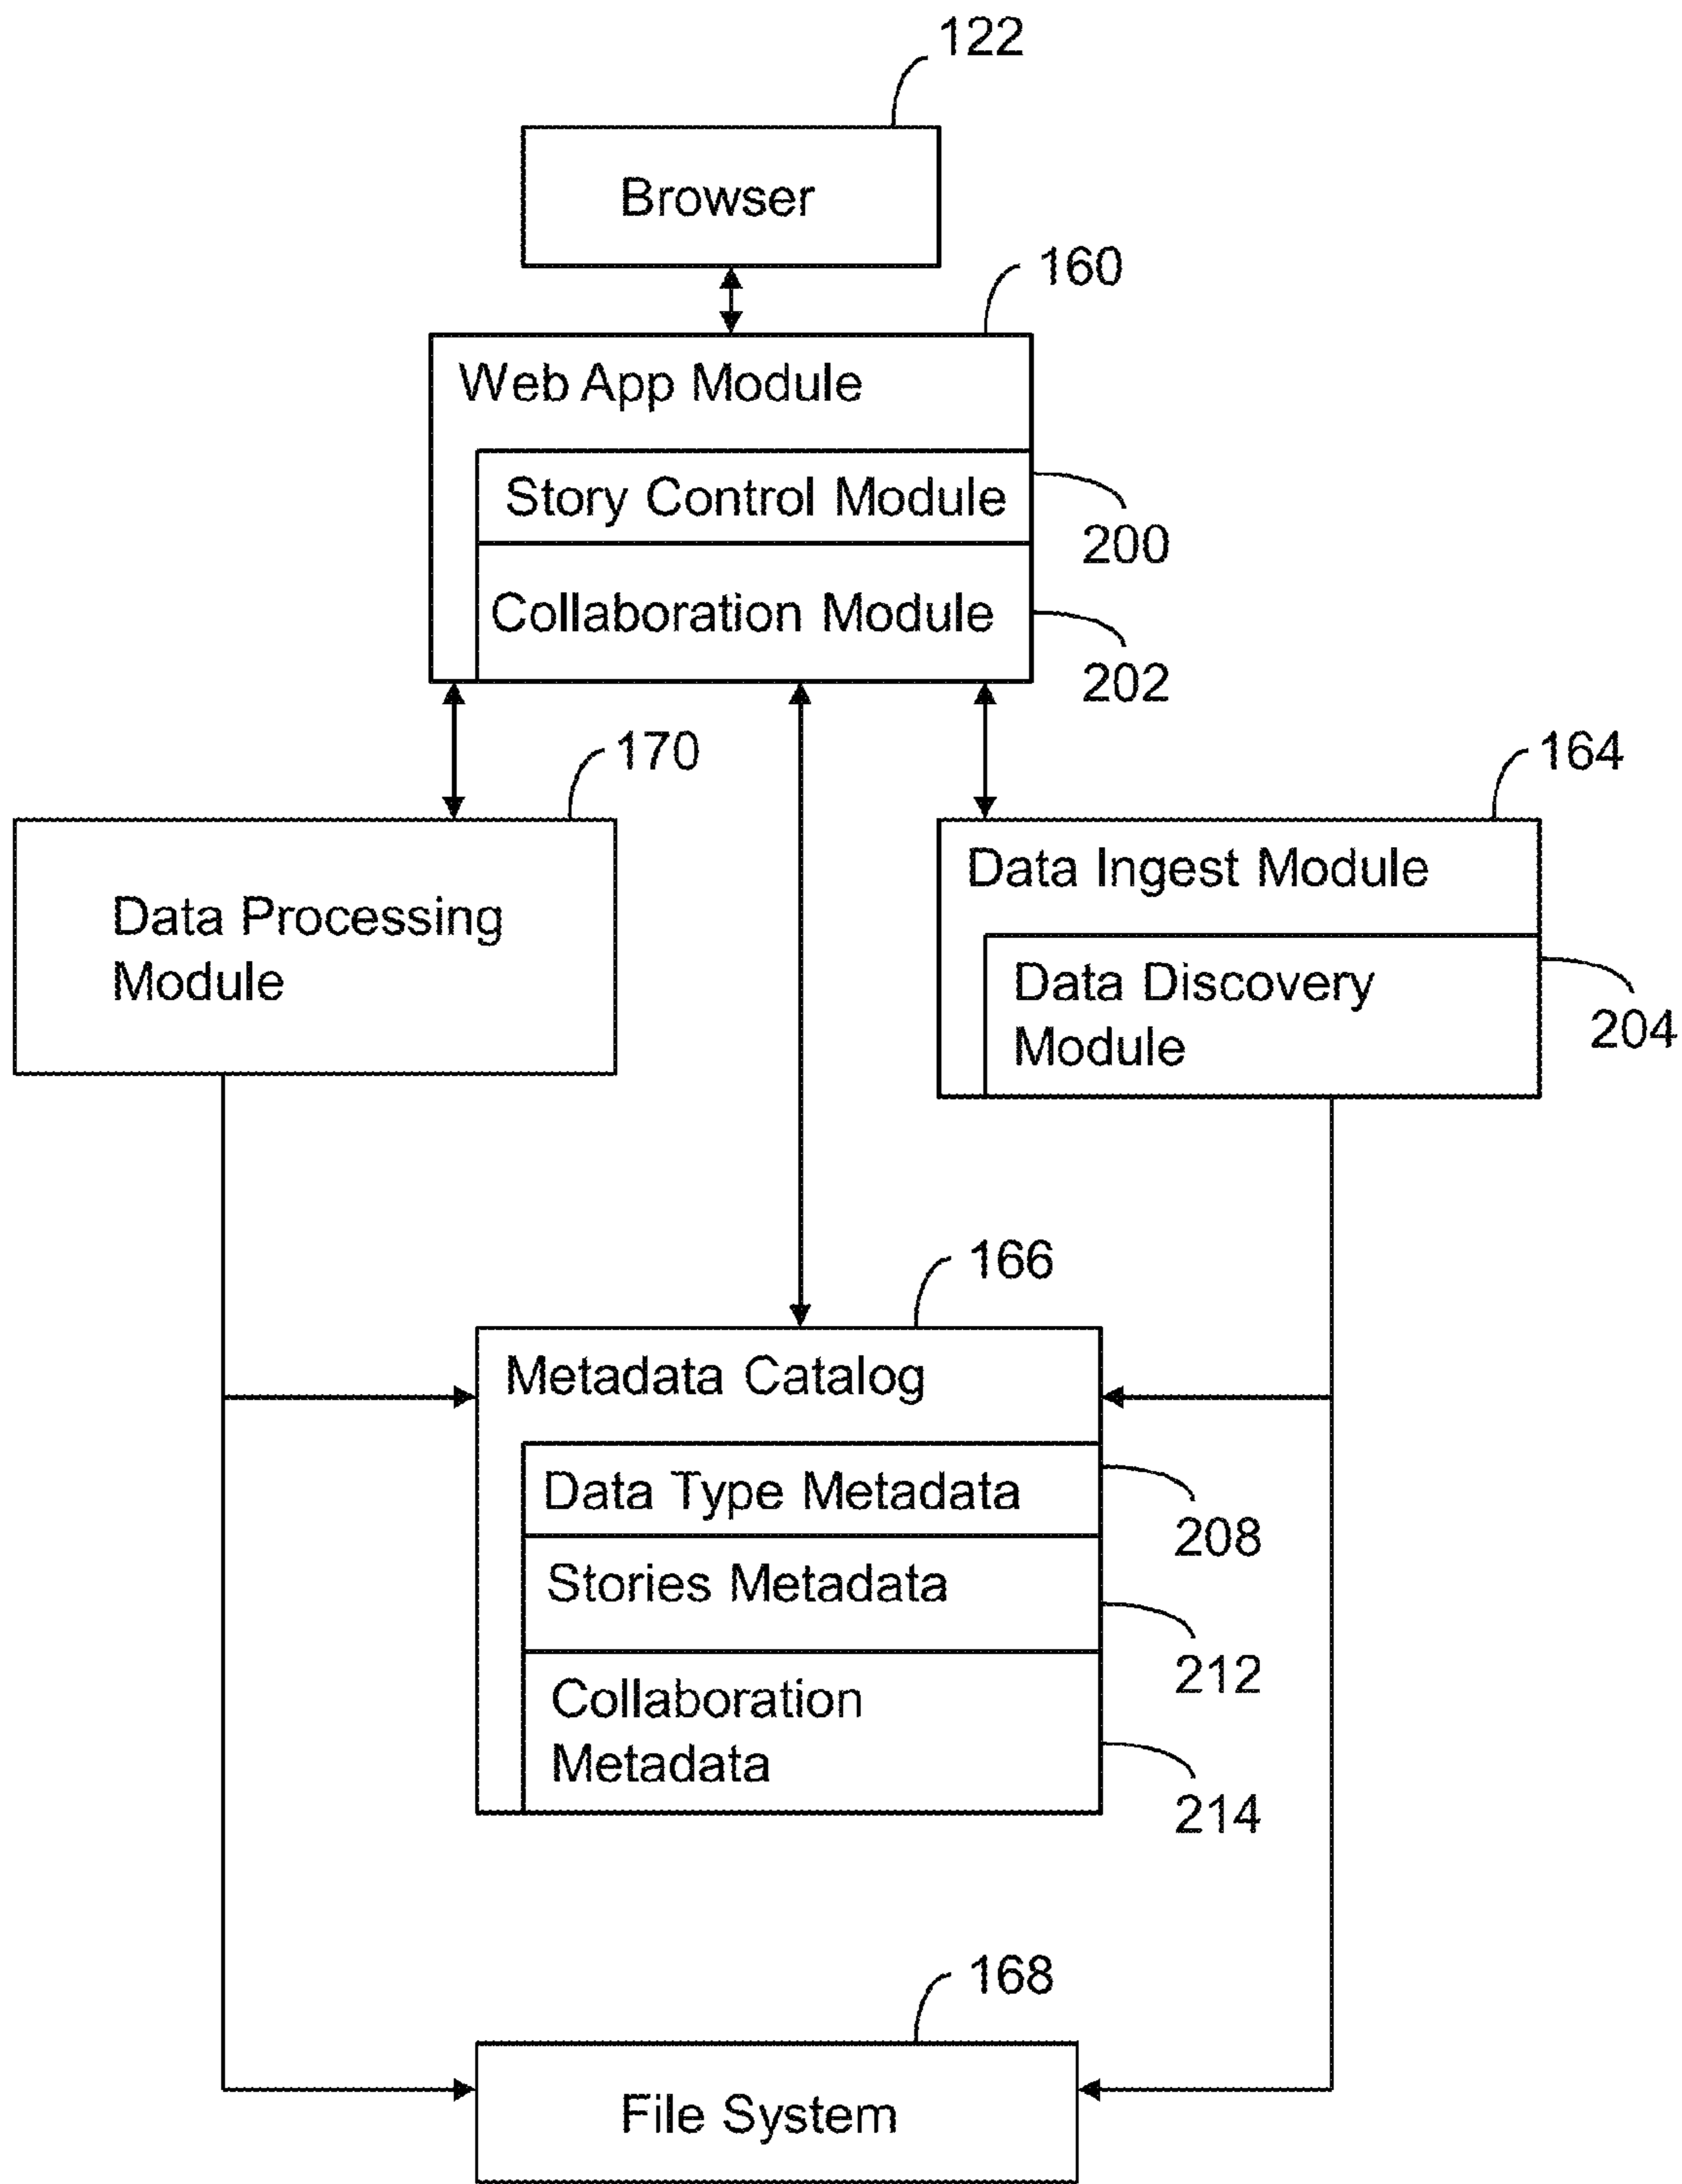 122
Browser
160
Web App Module
Story Control Module
200
Collaboration Module
202
170
164
Data Processing
Module
Data Ingest Module
Data Discovery
Module
204
166
Metadata Catalog
Data Type Metadata
208
Stories Metadata
212
Collaboration
Metadata
214
168
File System